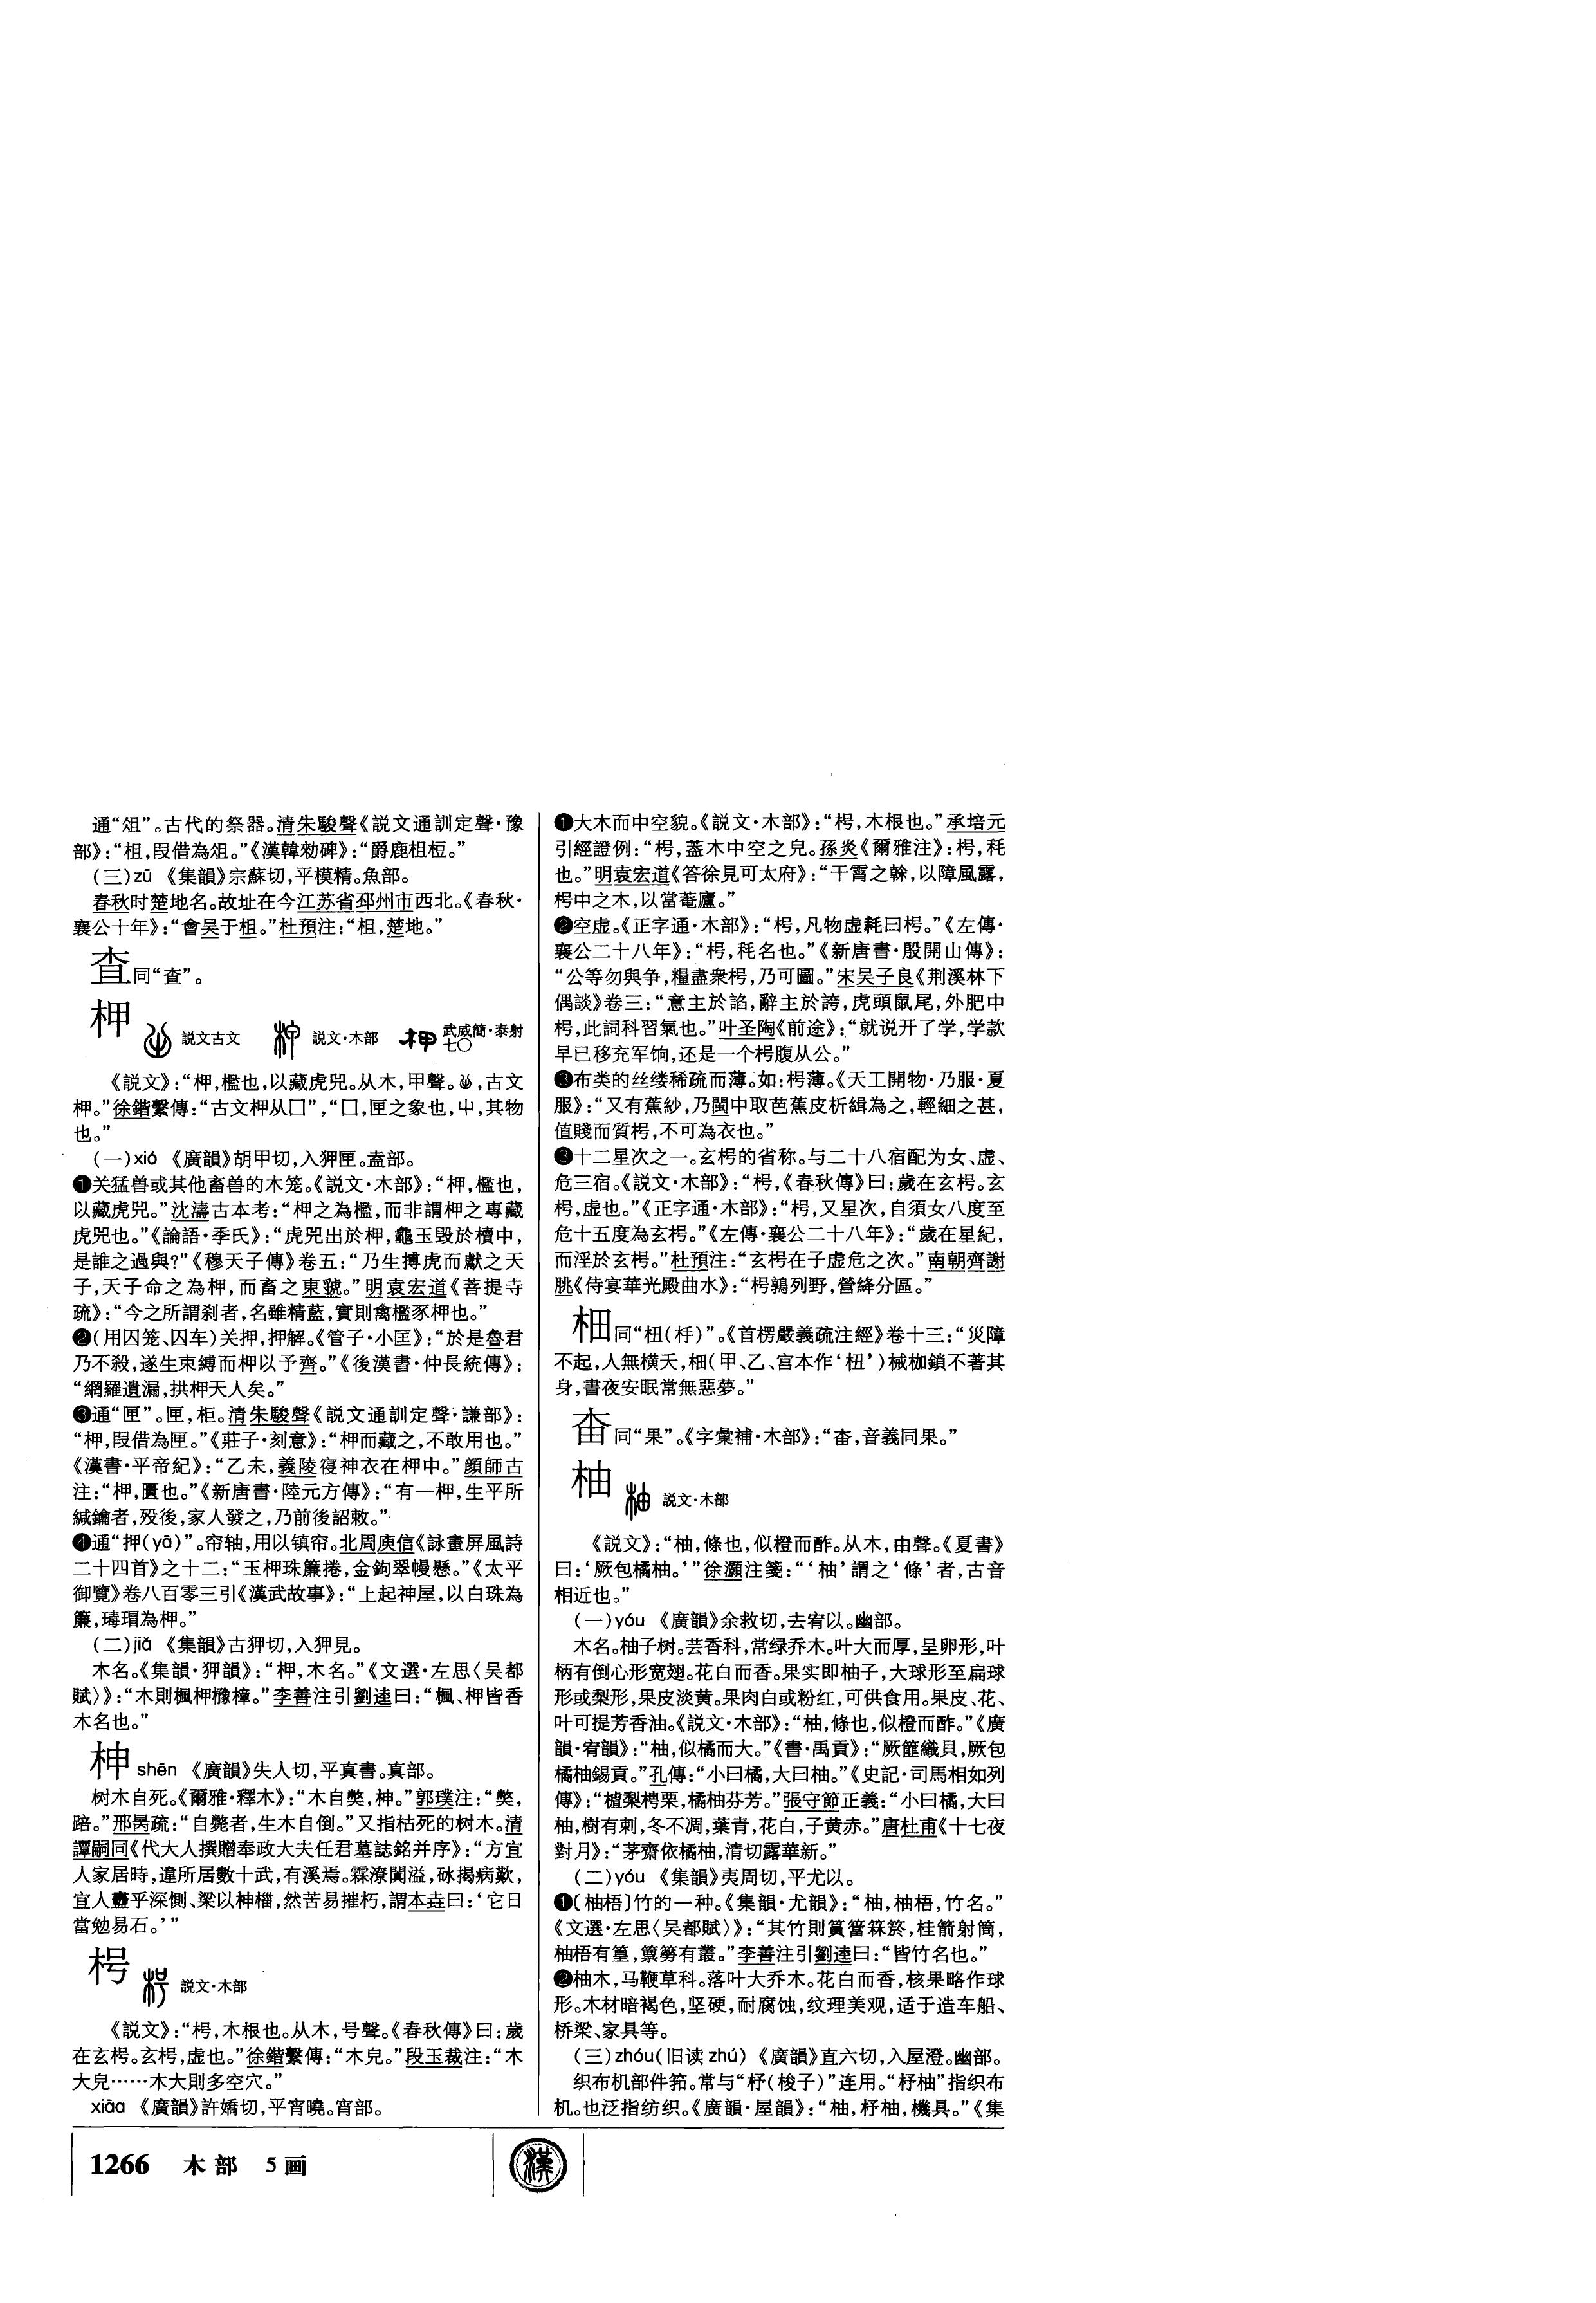 通“俎”。古代的祭器。清朱駿聲《説文通訓定聲·豫
部》：“柤，叚借為俎。”《漢韓勑碑》：“爵鹿柤梪。”
（三）zū 《集韻》宗蘇切，平模精。魚部。
春秋时楚地名。故址在今江苏省邳州市西北。《春秋·
襄公十年》：“會吴于柤。”杜預注：“柤，楚地。”
査同“查”。
柙 説文古文 説文·木部 武威簡·泰射
七〇
《説文》：“柙，檻也，以藏虎兕。从木，甲聲。，古文
柙。”徐鍇繫傳：“古文柙从囗”，“囗，匣之象也，㞢，其物
也。”
（一）xió 《廣韻》胡甲切，入狎匣。盍部。
❶关猛兽或其他畜兽的木笼。《説文·木部》：“柙，檻也，
以藏虎兕。”沈濤古本考：“柙之為檻，而非謂柙之專藏
虎兕也。”《論語·季氏》：“虎兕出於柙，龜玉毁於櫝中，
是誰之過與？”《穆天子傳》卷五：“乃生搏虎而獻之天
子，天子命之為柙，而畜之東虢。”明袁宏道《菩提寺
疏》：“今之所謂刹者，名雖精藍，實則禽檻豕柙也。”
❷（用囚笼、囚车）关押，押解。《管子·小匡》：“於是魯君
乃不殺，遂生束縛而柙以予齊。”《後漢書·仲長統傳》：
“網羅遺漏，拱柙天人矣。”
❸通“匣”。匣，柜。清朱駿聲《説文通訓定聲·謙部》：
“柙，叚借為匣。”《莊子·刻意》：“柙而藏之，不敢用也。”
《漢書·平帝紀》：“乙未，義陵寑神衣在柙中。”顔師古
注：“柙，匱也。”《新唐書·陸元方傳》：“有一柙，生平所
緘鑰者，殁後，家人發之，乃前後詔敕。”
❹通“押（yā）”。帘轴，用以镇帘。北周庾信《詠畫屏風詩
二十四首》之十二：“玉柙珠簾捲，金鉤翠幔懸。”《太平
御覽》卷八百零三引《漢武故事》：“上起神屋，以白珠為
簾，瑇瑁為柙。”
（二）jiǎ 《集韻》古狎切，入狎見。
木名。《集韻·狎韻》：“柙，木名。”《文選·左思〈吴都
賦〉》：“木則楓柙櫲樟。”李善注引劉逵曰：“楓、柙皆香
木名也。”
柛 shēn 《廣韻》失人切，平真書。真部。
树木自死。《爾雅·釋木》：“木自獘，柛。”郭璞注：“獘，
踣。”邢昺疏：“自斃者，生木自倒。”又指枯死的树木。清
譚嗣同《代大人撰贈奉政大夫任君墓誌銘并序》：“方宜
人家居時，違所居數十武，有溪焉。霖潦闐溢，砅揭病歎，
宜人衋乎深惻、梁以柛椔，然苦易摧朽，謂本垚曰：‘它日
當勉易石。’”
枵 説文·木部
《説文》：“枵，木根也。从木，号聲。《春秋傳》曰：歲
在玄枵。玄枵，虚也。”徐鍇繫傳：“木皃。”段玉裁注：“木
大皃……木大則多空穴。”
xiāa 《廣韻》許嬌切，平宵曉。宵部。
❶大木而中空貌。《説文·木部》：“枵，木根也。”承培元
引經證例：“枵，葢木中空之皃。孫炎《爾雅注》：枵，秏
也。”明袁宏道《答徐見可太府》：“干霄之榦，以障風露，
枵中之木，以當菴廬。”
❷空虚。《正字通·木部》：“枵，凡物虚耗曰枵。”《左傳·
襄公二十八年》：“枵，秏名也。”《新唐書·殷開山傳》：
“公等勿與争，糧盡衆枵，乃可圖。”宋吴子良《荆溪林下
偶談》卷三：“意主於諂，辭主於誇，虎頭鼠尾，外肥中
枵，此詞科習氣也。”叶圣陶《前途》：“就说开了学，学款
早已移充军饷，还是一个枵腹从公。”
❸布类的丝缕稀疏而薄。如：枵薄。《天工開物·乃服·夏
服》：“又有蕉紗，乃閩中取芭蕉皮析緝為之，輕細之甚，
值賤而質枵，不可為衣也。”
❸十二星次之一。玄枵的省称。与二十八宿配为女、虚、
危三宿。《説文·木部》：“枵，《春秋傳》曰：歲在玄枵。玄
枵，虚也。”《正字通·木部》：“枵，又星次，自須女八度至
危十五度為玄枵。”《左傳·襄公二十八年》：“歲在星紀，
而淫於玄枵。”杜預注：“玄枵在子虚危之次。”南朝齊謝
朓《侍宴華光殿曲水》：“枵鶉列野，營絳分區。”
㭃同“杻（杽）”。《首楞嚴義疏注經》卷十三：“災障
不起，人無横夭，㭃（甲、乙、宫本作‘杻’）械枷鎖不著其
身，晝夜安眠常無惡夢。”
畓同“果”。《字彙補·木部》：“畓，音義同果。”
柚 説文·木部
《説文》：“柚，條也，似橙而酢。从木，由聲。《夏書》
曰：‘厥包橘柚。’”徐灝注箋：“‘柚’謂之‘條’者，古音
相近也。”
（一）yóu 《廣韻》余救切，去宥以。幽部。
木名。柚子树。芸香科，常绿乔木。叶大而厚，呈卵形，叶
柄有倒心形宽翅。花白而香。果实即柚子，大球形至扁球
形或梨形，果皮淡黄。果肉白或粉红，可供食用。果皮、花、
叶可提芳香油。《説文·木部》：“柚，條也，似橙而酢。”《廣
韻·宥韻》：“柚，似橘而大。”《書·禹貢》：“厥篚織貝，厥包
橘柚錫貢。”孔傳：“小曰橘，大曰柚。”《史記·司馬相如列
傳》：“樝梨梬栗，橘柚芬芳。”張守節正義：“小曰橘，大曰
柚，樹有刺，冬不凋，葉青，花白，子黄赤。”唐杜甫《十七夜
對月》：“茅齋依橘柚，清切露華新。”
（二）yóu 《集韻》夷周切，平尤以。
❶〔柚梧〕竹的一种。《集韻·尤韻》：“柚，柚梧，竹名。”
《文選·左思〈吴都賦〉》：“其竹則篔簹箖箊，桂箭射筒，
柚梧有篁，篻簩有叢。”李善注引劉逵曰：“皆竹名也。”
❷柚木，马鞭草科。落叶大乔木。花白而香，核果略作球
形。木材暗褐色，坚硬，耐腐蚀，纹理美观，适于造车船、
桥梁、家具等。
（三）zhóu（旧读zhú） 《廣韻》直六切，入屋澄。幽部。
织布机部件筘。常与“杼（梭子）”连用。“杼柚”指织布
机。也泛指纺织。《廣韻·屋韻》：“柚，杼柚，機具。”《集
1266 木部 5画
漢